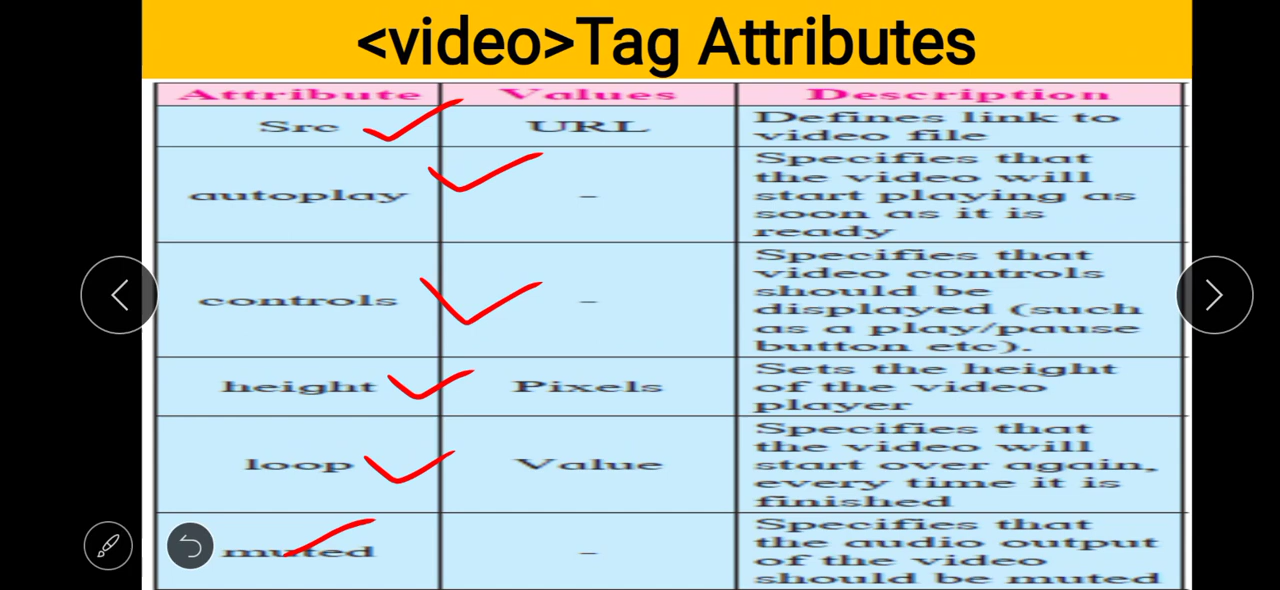 <video>Tag Attributes
Attribute Values Description
Src URL Defines link to
video file
autoplay – Specifies that
the video will
start playing as
soon as it is
ready
controls – Specifies that
video controls
should be
displayed (such
as a play/pause
button etc).
height Pixels Sets the height
of the video
player
loop Value Specifies that
the video will
start over again,
every time it is
finished
muted – Specifies that
the audio output
of the video
should be muted